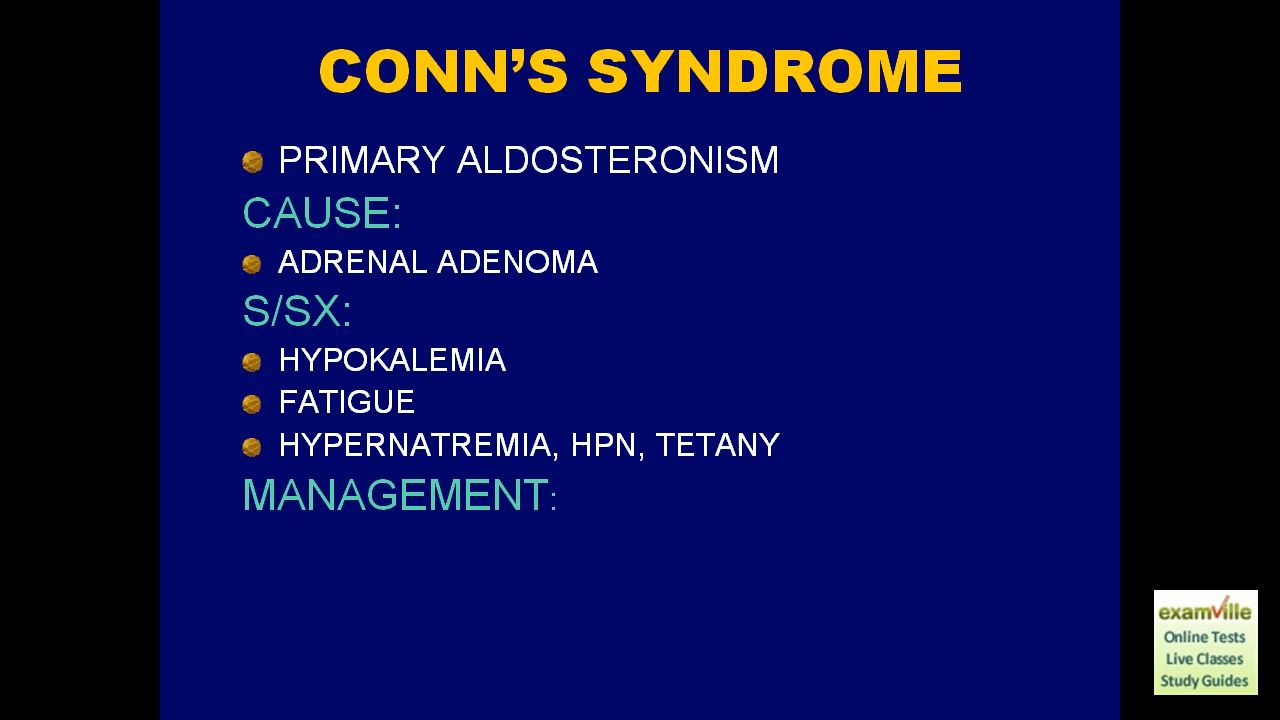 CONN’S SYNDROME
PRIMARY ALDOSTERONISM
CAUSE:
ADRENAL ADENOMA
S/SX:
HYPOKALEMIA
FATIGUE
HYPERNATREMIA, HPN, TETANY
MANAGEMENT:
examville
Online Tests
Live Classes
Study Guides